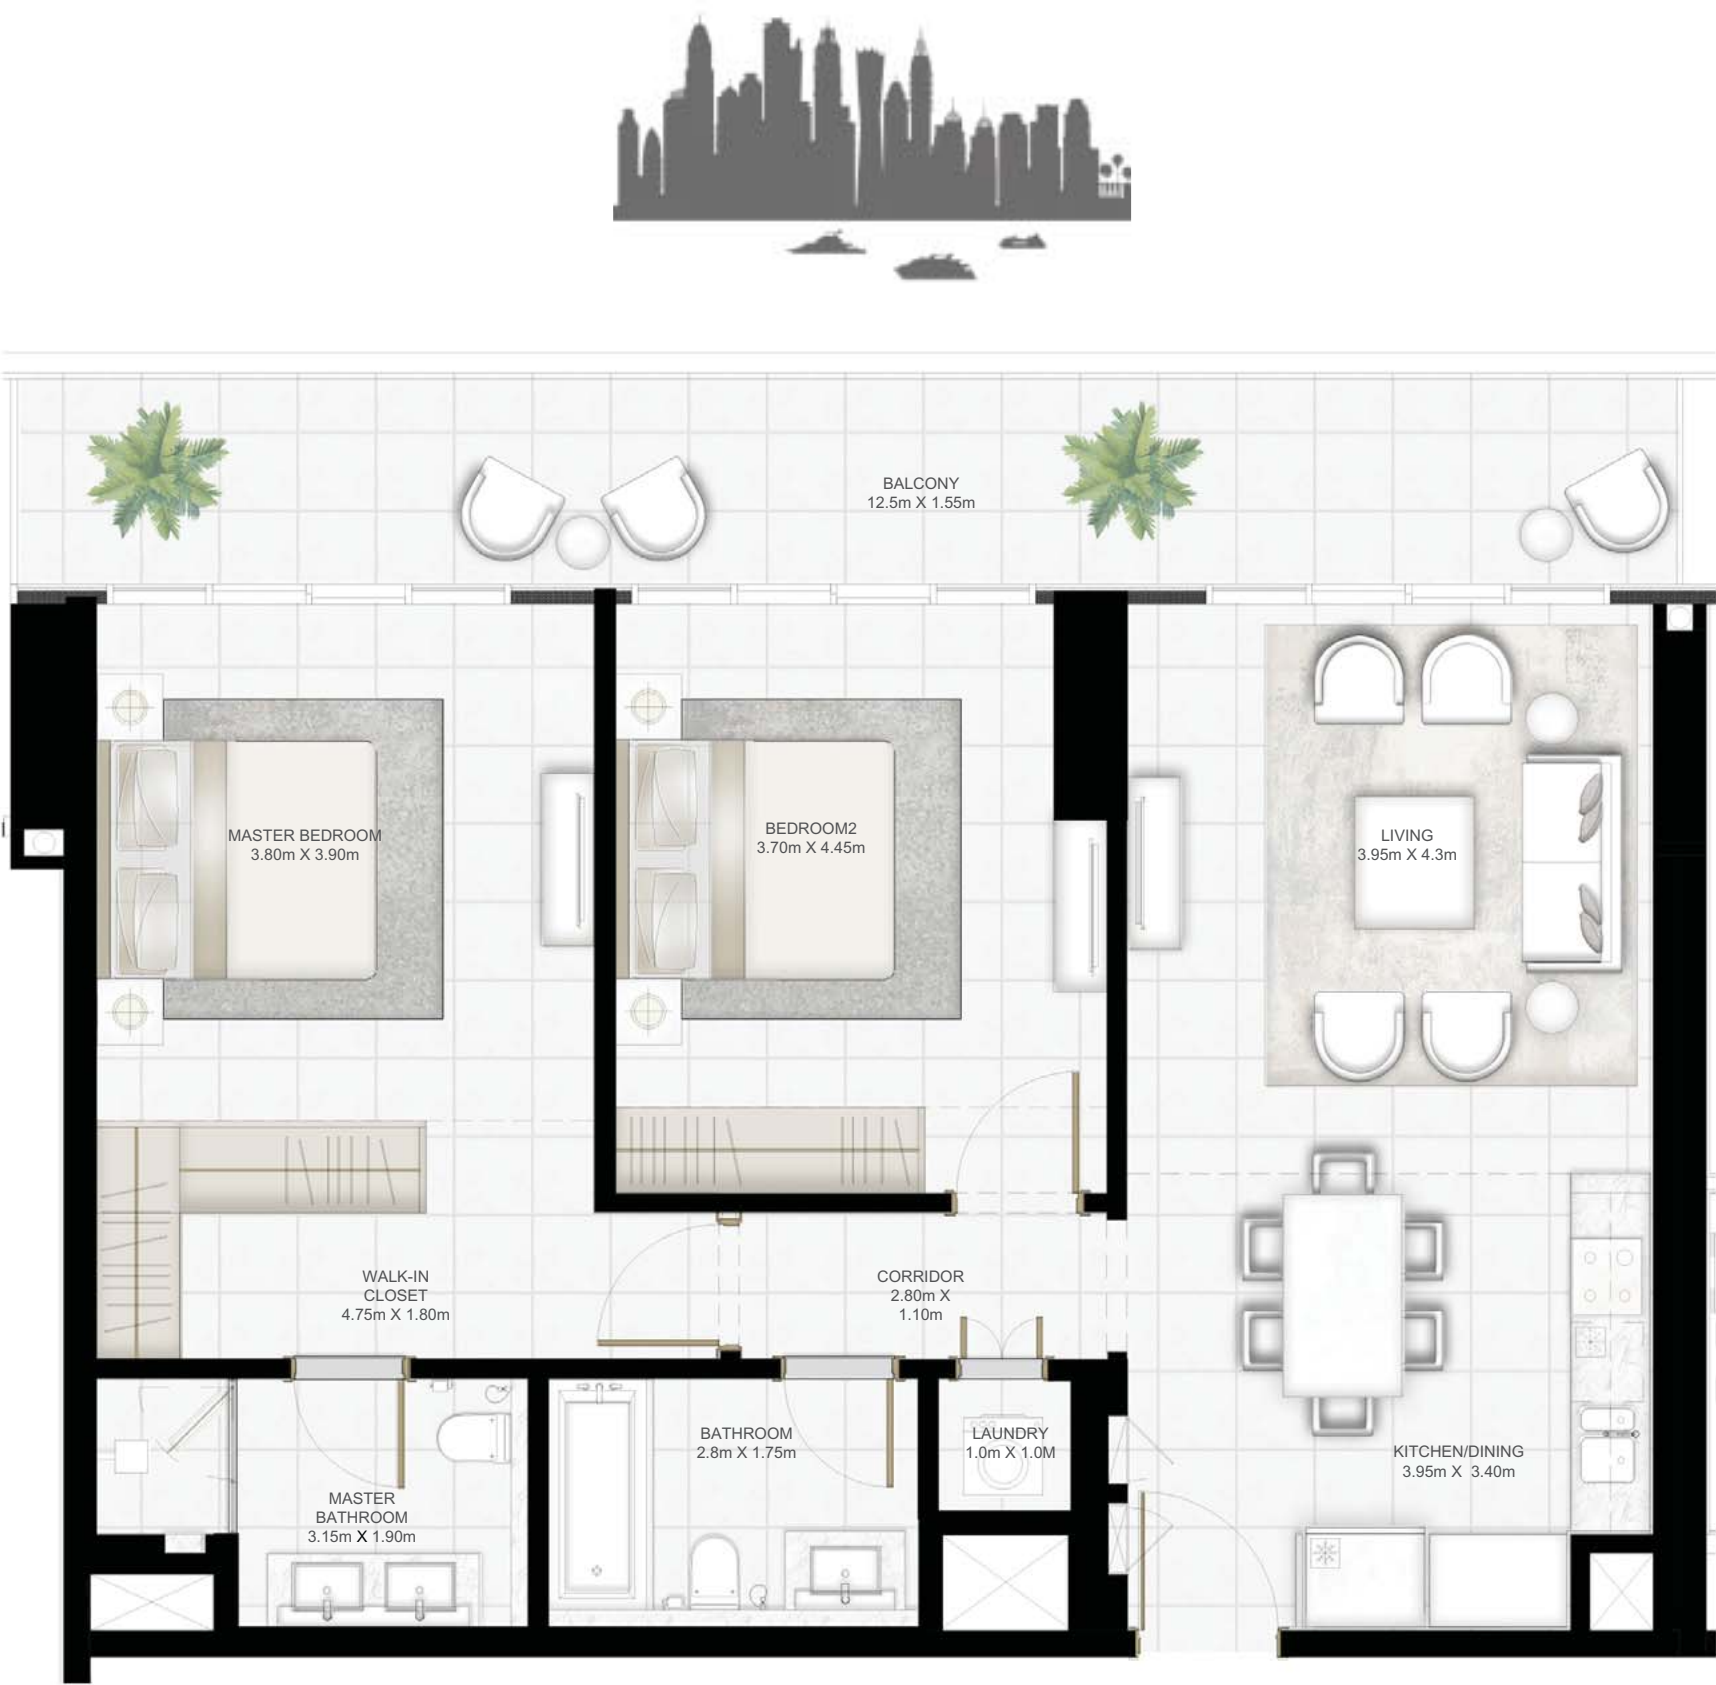 BALCONY
12.5m X 1.55m
MASTER BEDROOM
3.80m X 3.90m
BEDROOM2
3.70m X 4.45m
LIVING
3.95m X 4.3m
WALK-IN
CLOSET
4.75m X 1.80m
CORRIDOR
2.80m X
1.10m
BATHROOM
2.8m X 1.75m
LAUNDRY
1.0m X 1.0M
KITCHEN/DINING
3.95m X 3.40m
MASTER
BATHROOM
3.15m X 1.90m